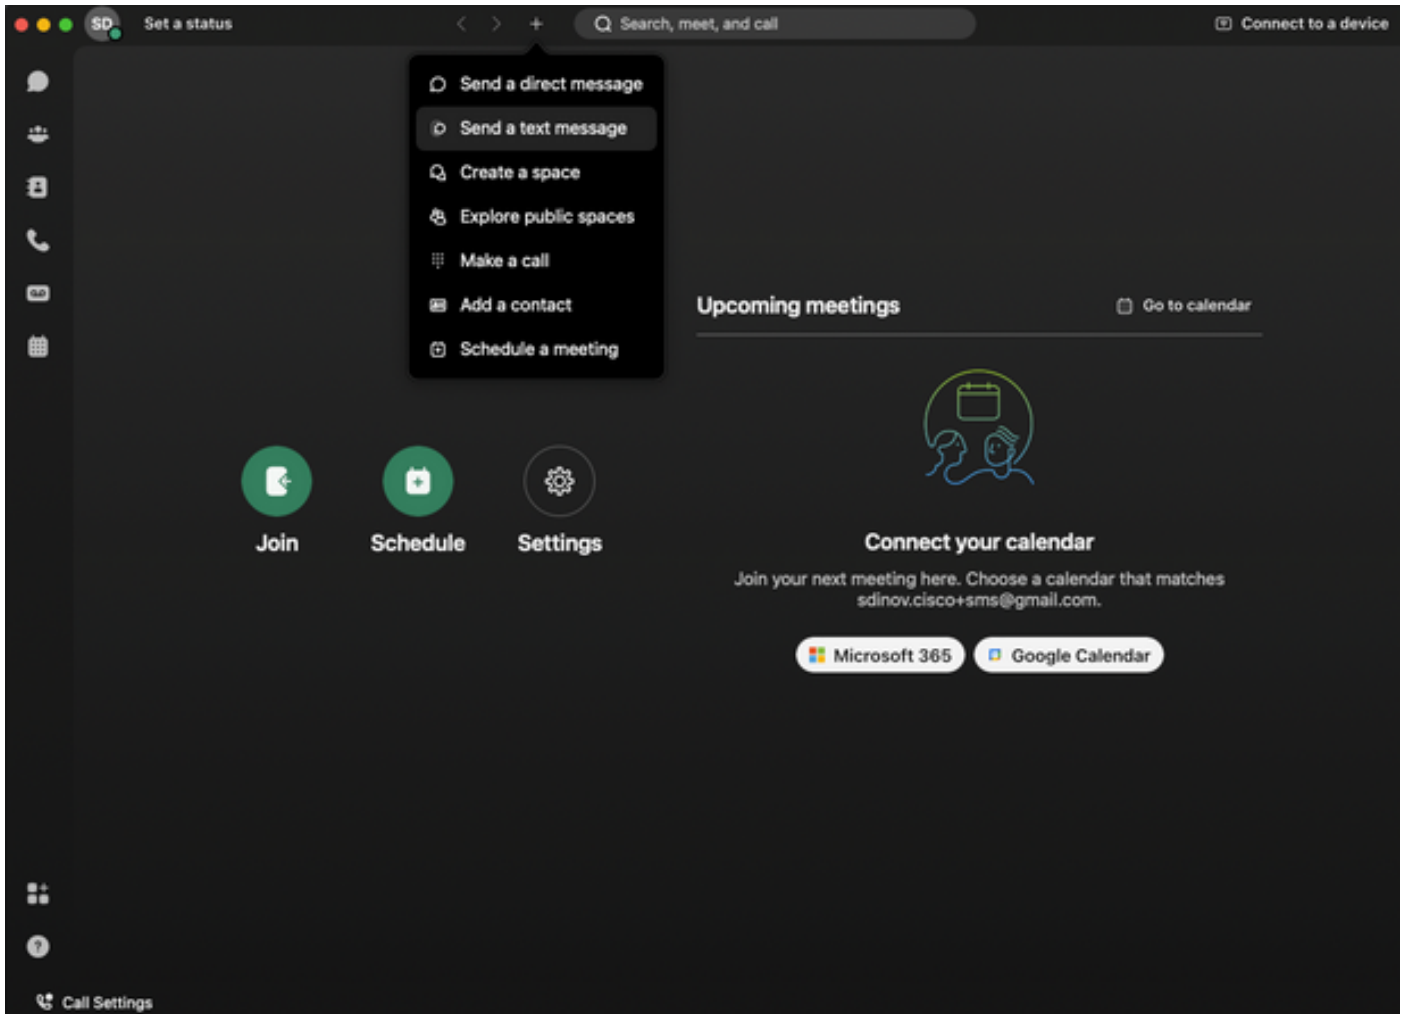 SD
Set a status
Search, meet, and call
Connect to a device
Send a direct message
Send a text message
Create a space
Explore public spaces
Make a call
Add a contact
Schedule a meeting
Upcoming meetings
Go to calendar
Join
Schedule
Settings
Connect your calendar
Join your next meeting here. Choose a calendar that matches
sdinov.cisco+sms@gmail.com.
Microsoft 365
Google Calendar
Call Settings